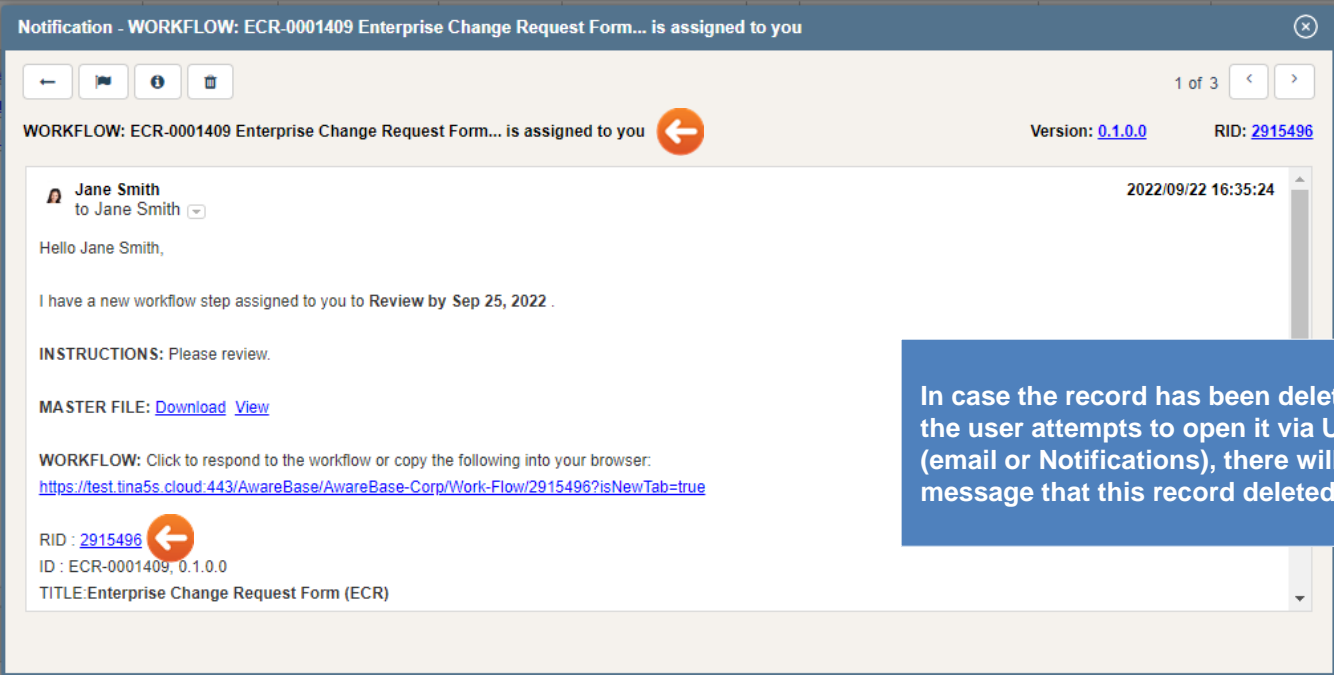 Notification - WORKFLOW: ECR-0001409 Enterprise Change Request Form... is assigned to you
1 of 3
WORKFLOW: ECR-0001409 Enterprise Change Request Form... is assigned to you
Version: 0.1.0.0 RID: 2915496
Jane Smith
2022/09/22 16:35:24
to Jane Smith
Hello Jane Smith,
I have a new workflow step assigned to you to Review by Sep 25, 2022 .
INSTRUCTIONS: Please review.
MASTER FILE: Download View
WORKFLOW: Click to respond to the workflow or copy the following into your browser:
https://test.tina5s.cloud:443/AwareBase/AwareBase-Corp/Work-Flow/2915496?isNewTab=true
RID : 2915496
ID : ECR-0001409, 0.1.0.0
TITLE:Enterprise Change Request Form (ECR)
In case the record has been
the user attempts to open it via
(email or Notifications), there
message that this record deleted